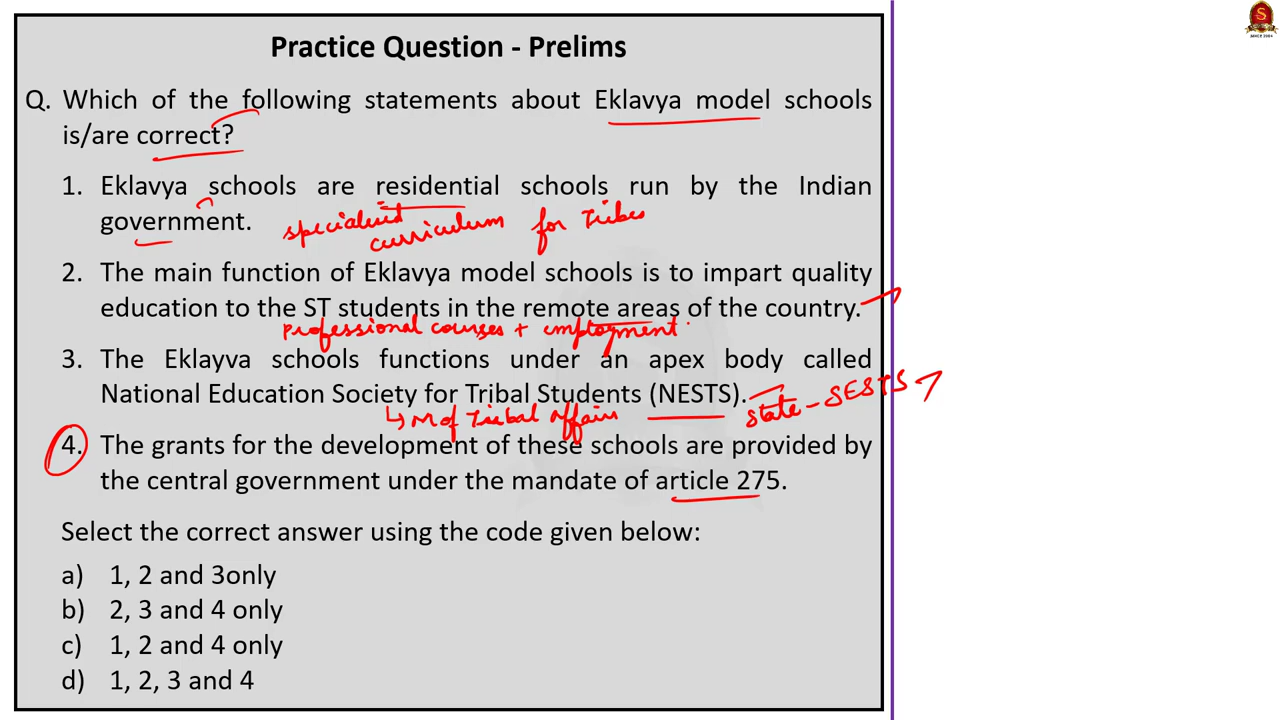 Practice Question - Prelims
Q. Which of the following statements about Eklavya model schools
is/are correct?
1. Eklavya schools are residential schools run by the Indian
government.
specialised curriculum for Tribes
2. The main function of Eklavya model schools is to impart quality
education to the ST students in the remote areas of the country.
Professional courses + employment.
3. The Eklayva schools functions under an apex body called
National Education Society for Tribal Students (NESTS).
↳ M of Tribal Affairs
State - SESTS
4. The grants for the development of these schools are provided by
the central government under the mandate of article 275.
Select the correct answer using the code given below:
a) 1, 2 and 3only
b) 2, 3 and 4 only
c) 1, 2 and 4 only
d) 1, 2, 3 and 4
S
SINCE 2004